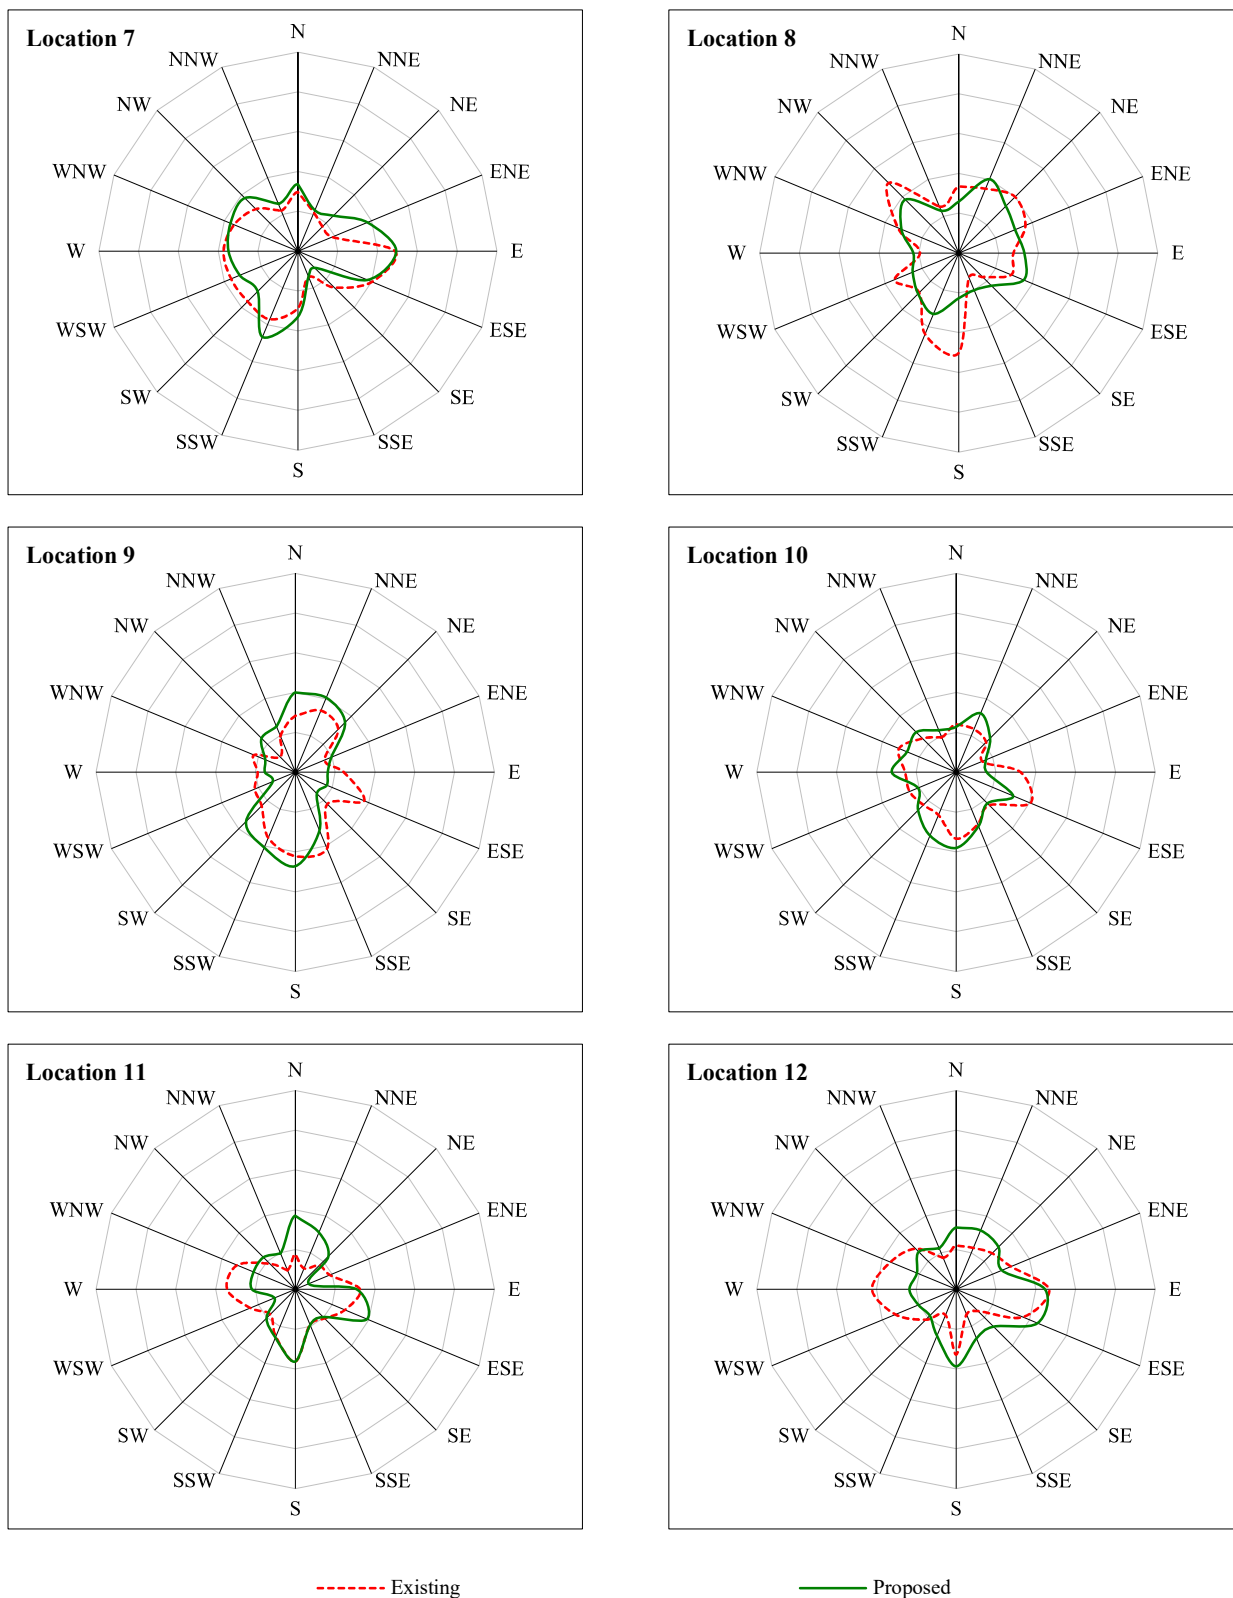 Location 7
N
NNE
NE
ENE
E
ESE
SE
SSE
S
SSW
SW
WSW
W
WNW
NW
NNW
Location 8
N
NNE
NE
ENE
E
ESE
SE
SSE
S
SSW
SW
WSW
W
WNW
NW
NNW
Location 9
N
NNE
NE
ENE
E
ESE
SE
SSE
S
SSW
SW
WSW
W
WNW
NW
NNW
Location 10
N
NNE
NE
ENE
E
ESE
SE
SSE
S
SSW
SW
WSW
W
WNW
NW
NNW
Location 11
N
NNE
NE
ENE
E
ESE
SE
SSE
S
SSW
SW
WSW
W
WNW
NW
NNW
Location 12
N
NNE
NE
ENE
E
ESE
SE
SSE
S
SSW
SW
WSW
W
WNW
NW
NNW
Existing
Proposed